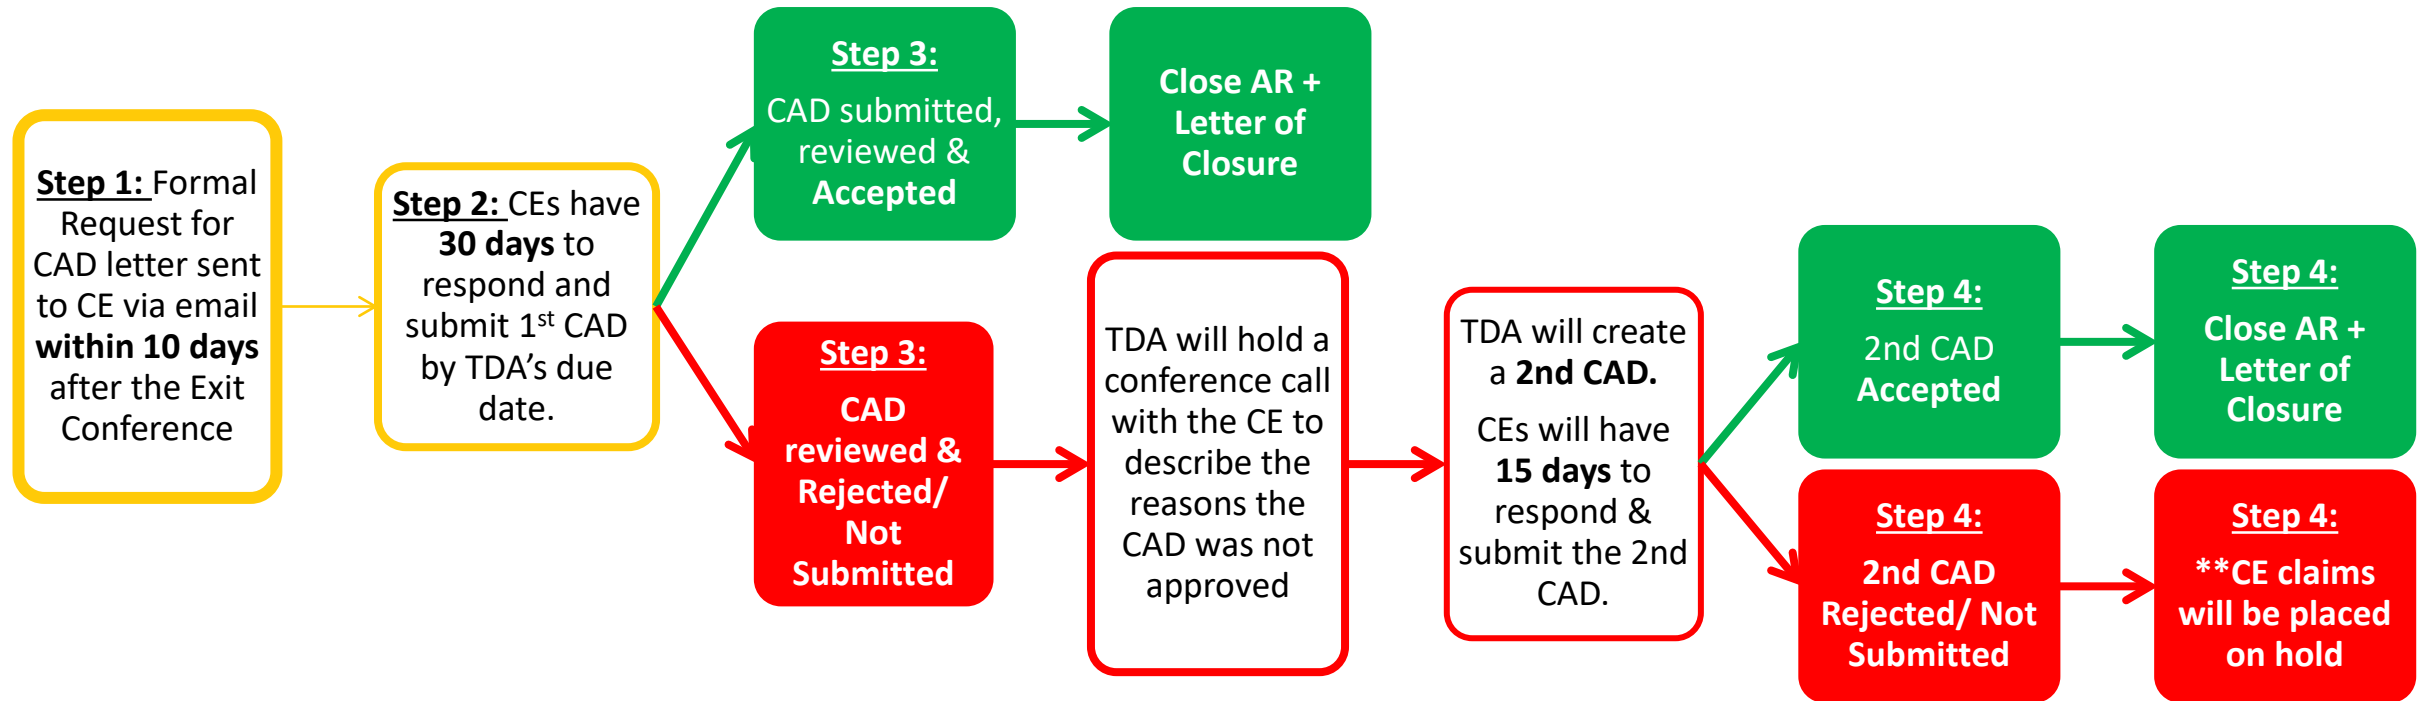 Step 1: Formal
Request for
CAD letter sent
to CE via email
within 10 days
after the Exit
Conference
Step 2: CEs have
30 days to
respond and
submit 1st CAD
by TDA’s due
date.
Step 3:
CAD submitted,
reviewed &
Accepted
Close AR +
Letter of
Closure
Step 3:
CAD
reviewed &
Rejected/
Not
Submitted
TDA will hold a
conference call
with the CE to
describe the
reasons the
CAD was not
approved
TDA will create
a 2nd CAD.
CEs will have
15 days to
respond &
submit the 2nd
CAD.
Step 4:
2nd CAD
Accepted
Step 4:
Close AR +
Letter of
Closure
Step 4:
2nd CAD
Rejected/ Not
Submitted
Step 4:
**CE claims
will be placed
on hold